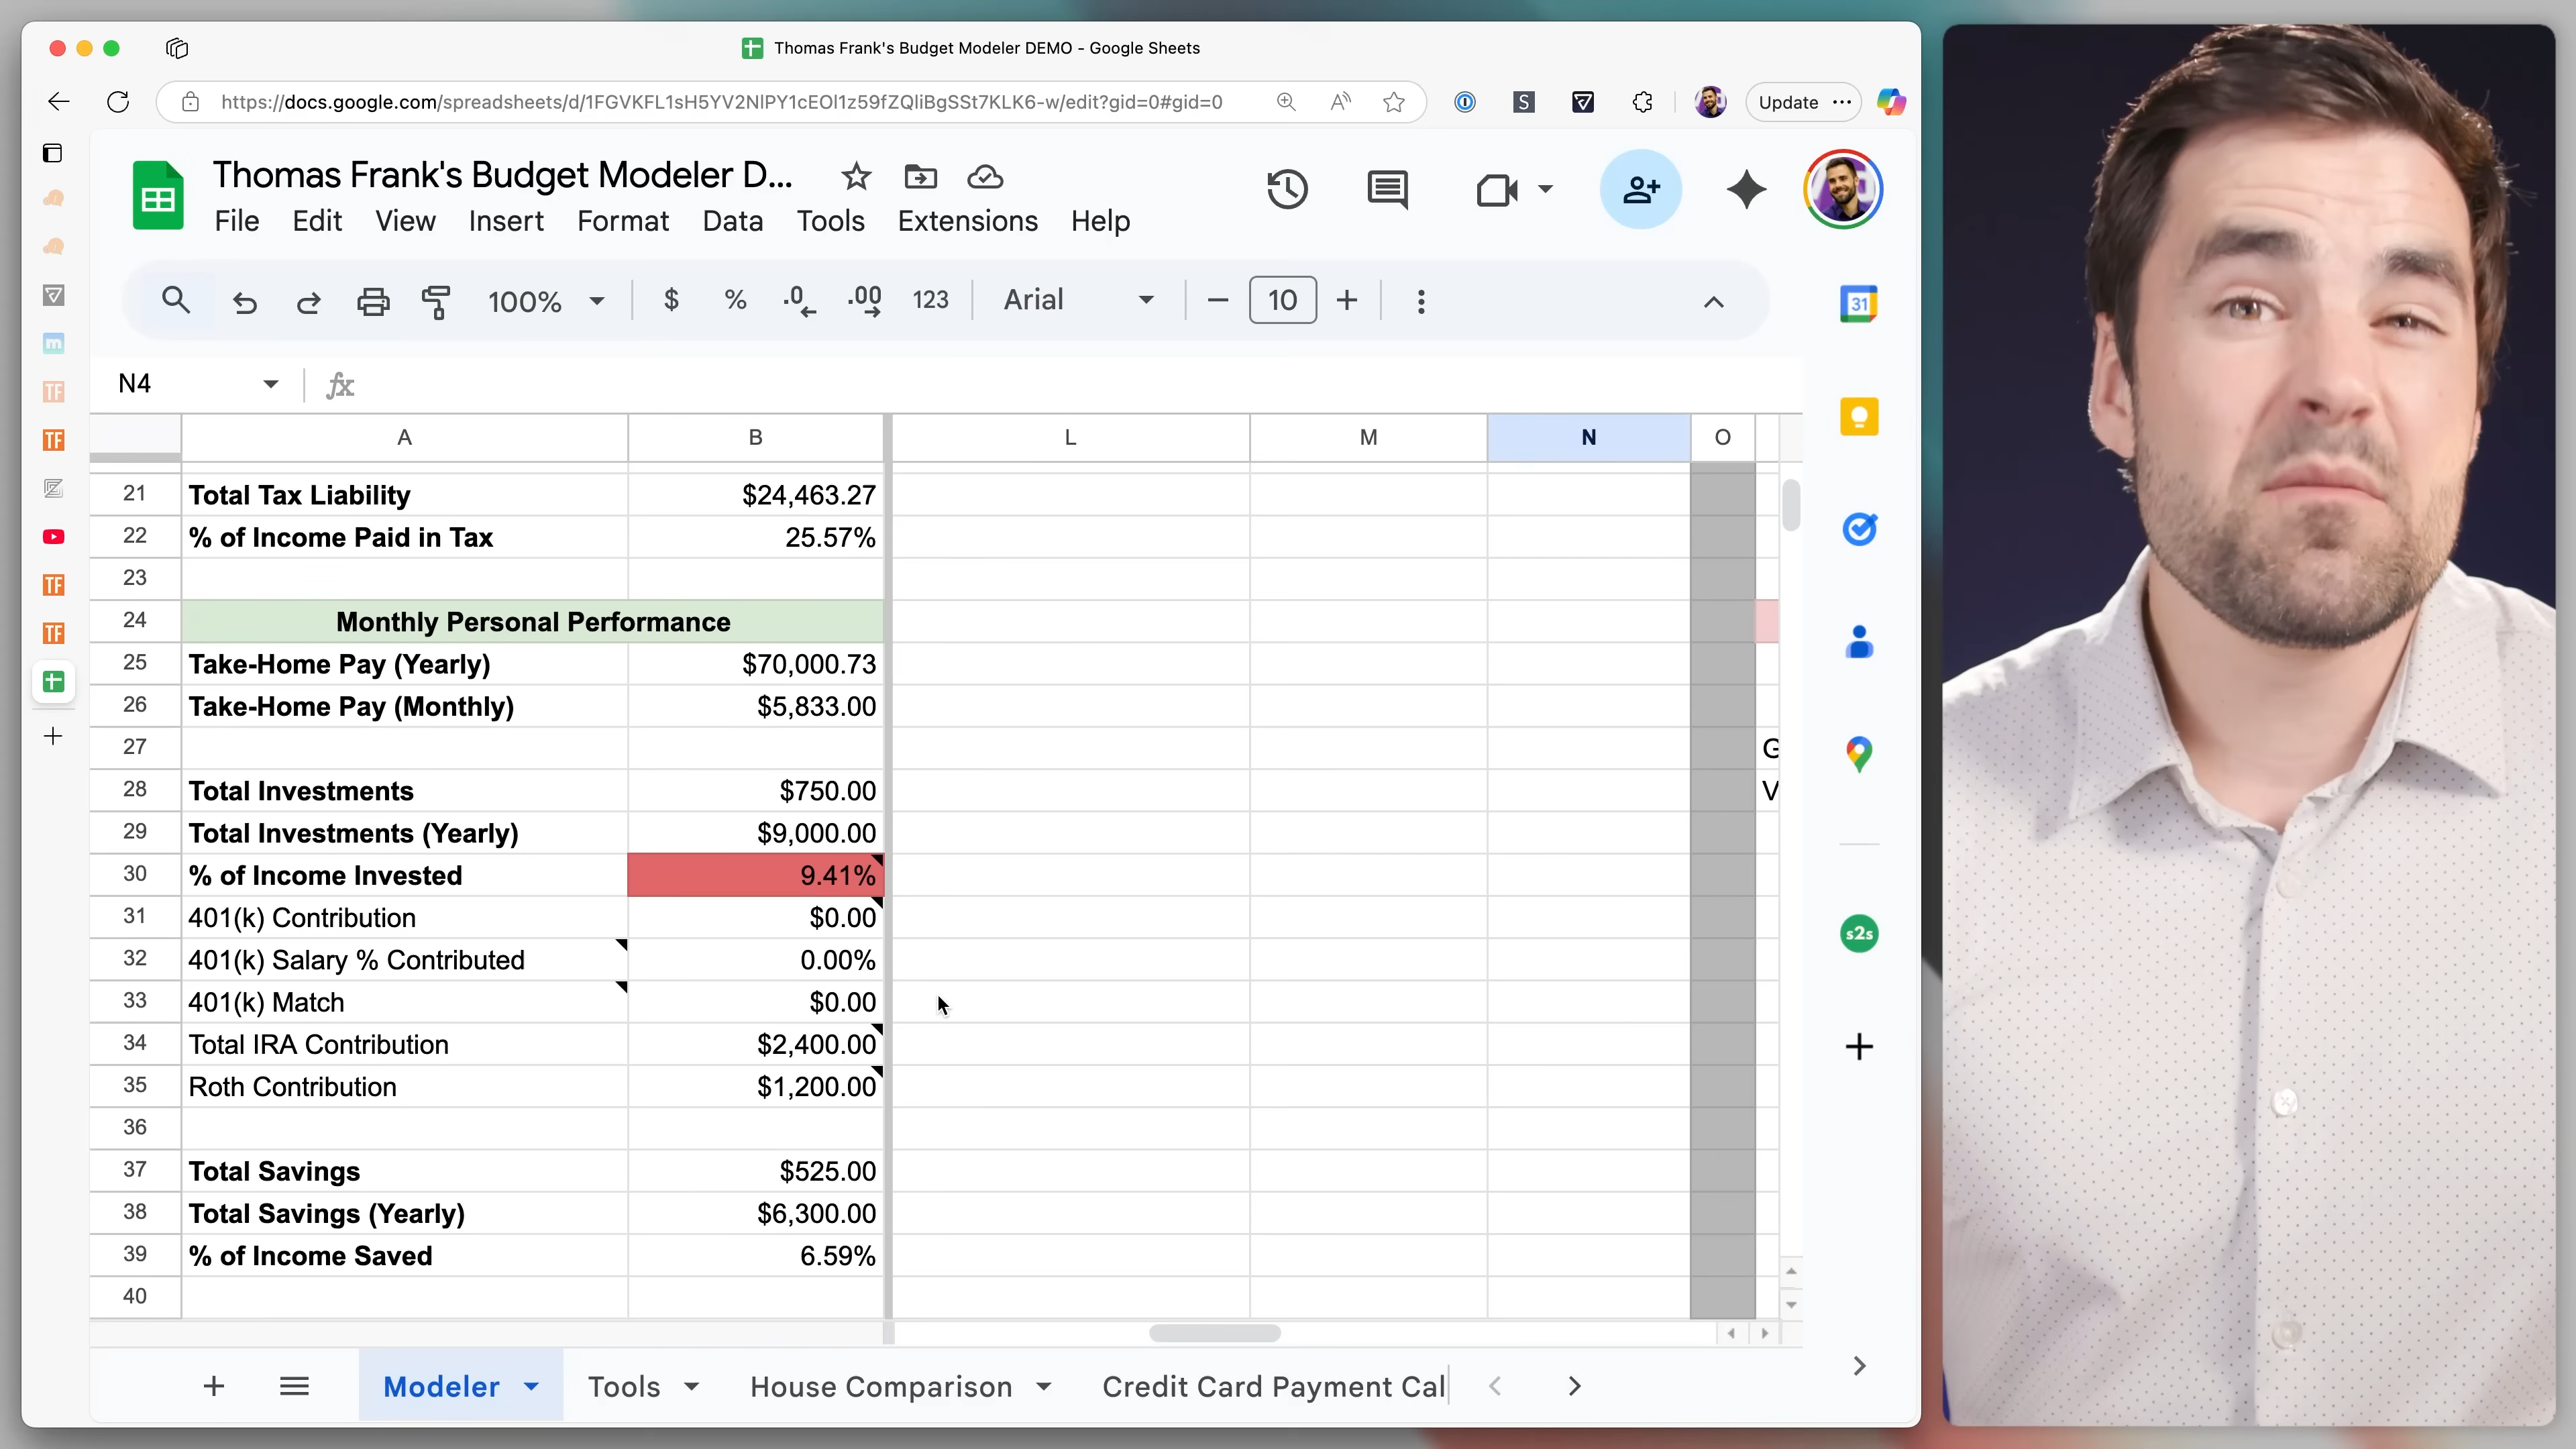 Thomas Frank's Budget Modeler DEMO - Google Sheets
https://docs.google.com/spreadsheets/d/1FGVKFL1sH5YV2NlPY1cEOl1z59fZQliBgSSt7KLK6-w/edit?gid=0#gid=0
Update
Thomas Frank's Budget Modeler D...
File Edit View Insert Format Data Tools Extensions Help
100% $ % .0 .00 123 Arial 10
31
N4 fx
A B L M N O
21 Total Tax Liability $24,463.27
22 % of Income Paid in Tax 25.57%
23
24 Monthly Personal Performance
25 Take-Home Pay (Yearly) $70,000.73
26 Take-Home Pay (Monthly) $5,833.00
27 G
28 Total Investments $750.00 V
29 Total Investments (Yearly) $9,000.00
30 % of Income Invested 9.41%
31 401(k) Contribution $0.00
32 401(k) Salary % Contributed 0.00%
s2s
33 401(k) Match $0.00
34 Total IRA Contribution $2,400.00
35 Roth Contribution $1,200.00
36
37 Total Savings $525.00
38 Total Savings (Yearly) $6,300.00
39 % of Income Saved 6.59%
40
Modeler Tools House Comparison Credit Card Payment Cal
m
TF
TF
TF
TF
S